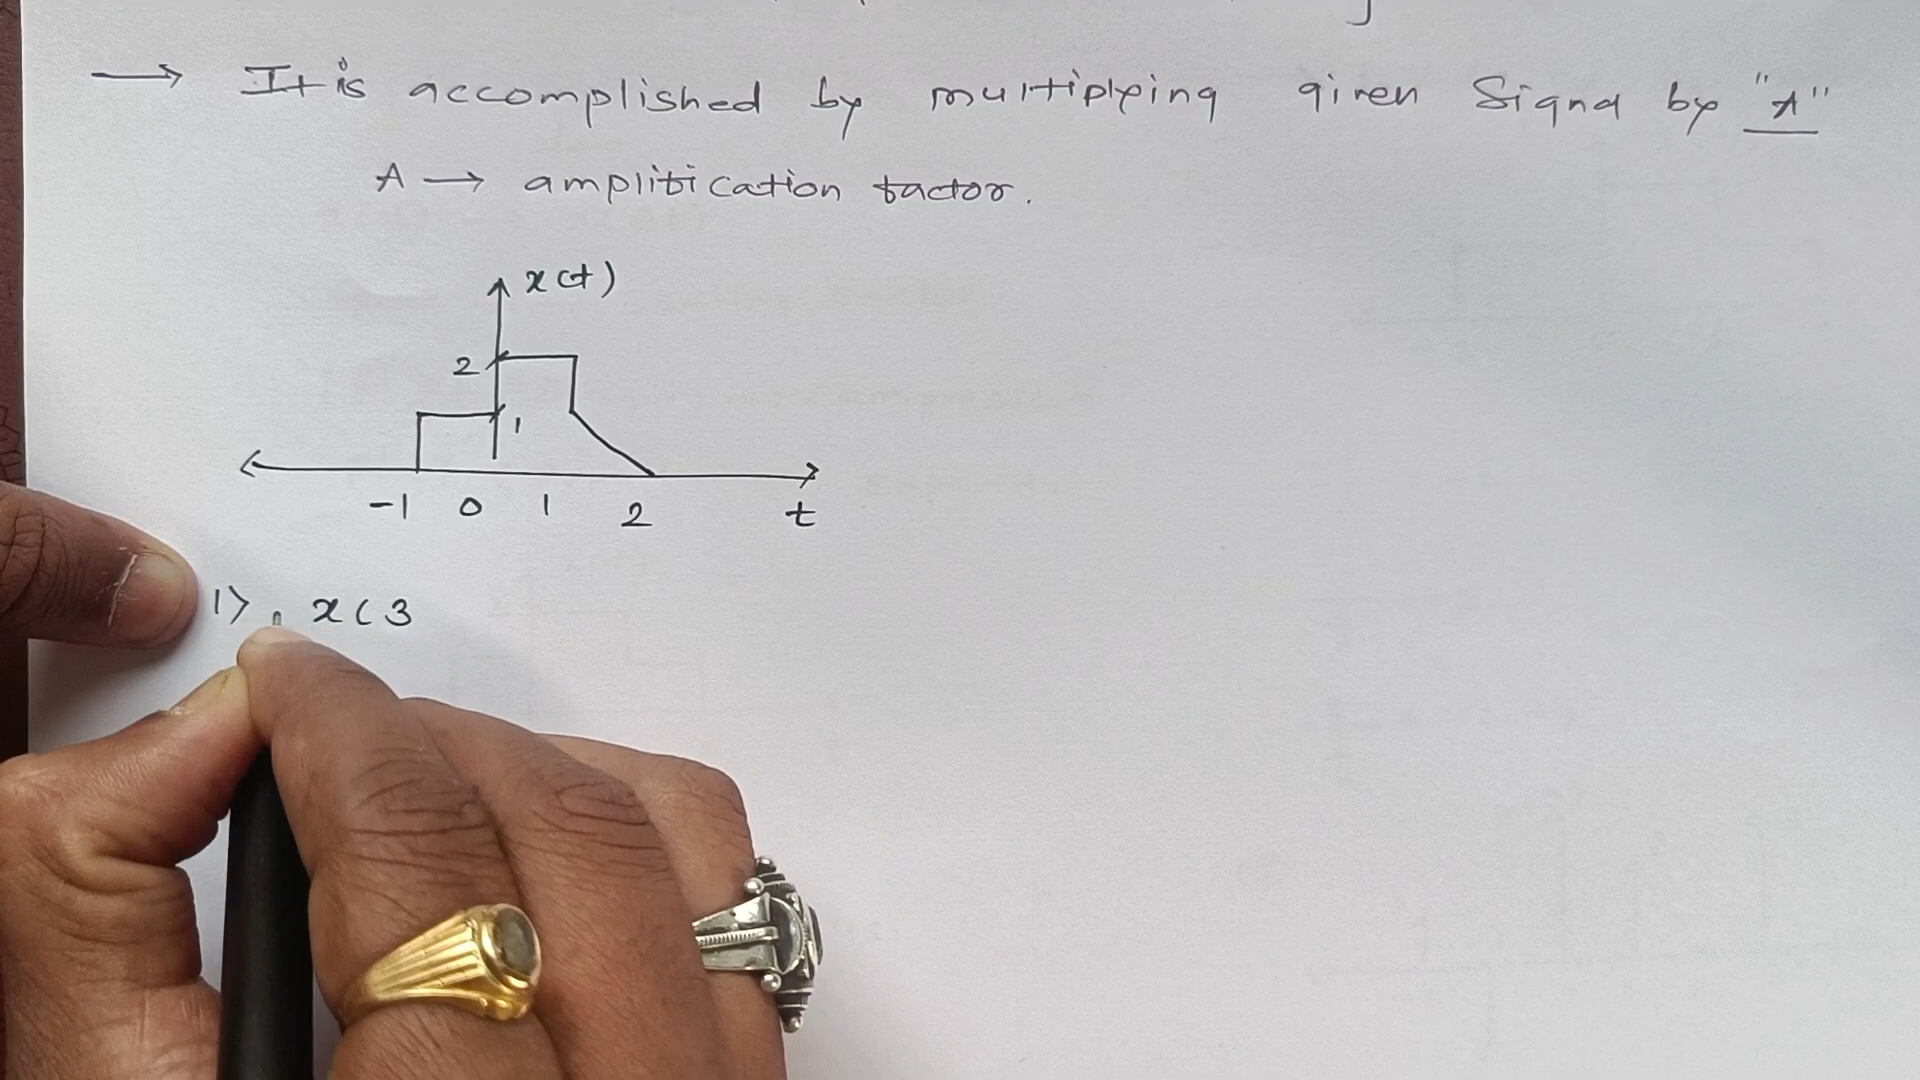 → It is accomplished by multiplying given Signal by "A"
A → amplification factor.
x(t)
2
1
-1 0 1 2 t
1> x(3